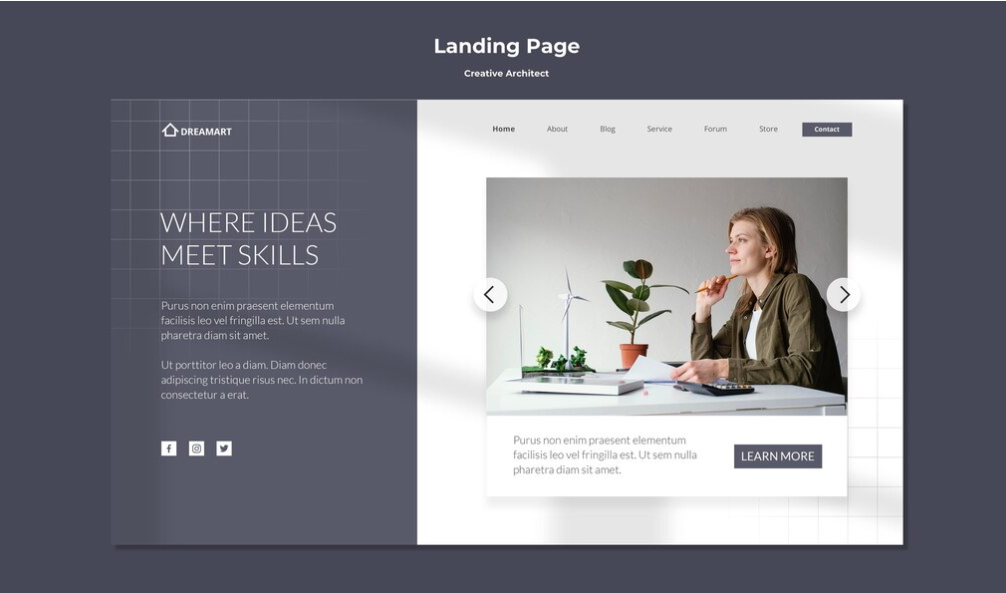 Landing Page
Creative Architect
DREAMART
Home About Blog Service Forum Store Contact
WHERE IDEAS
MEET SKILLS
Purus non enim praesent elementum
facilisis leo vel fringilla est. Ut sem nulla
pharetra diam sit amet.
Ut porttitor leo a diam. Diam donec
adipiscing tristique risus nec. In dictum non
consectetur a erat.
Purus non enim praesent elementum
facilisis leo vel fringilla est. Ut sem nulla
pharetra diam sit amet.
LEARN MORE